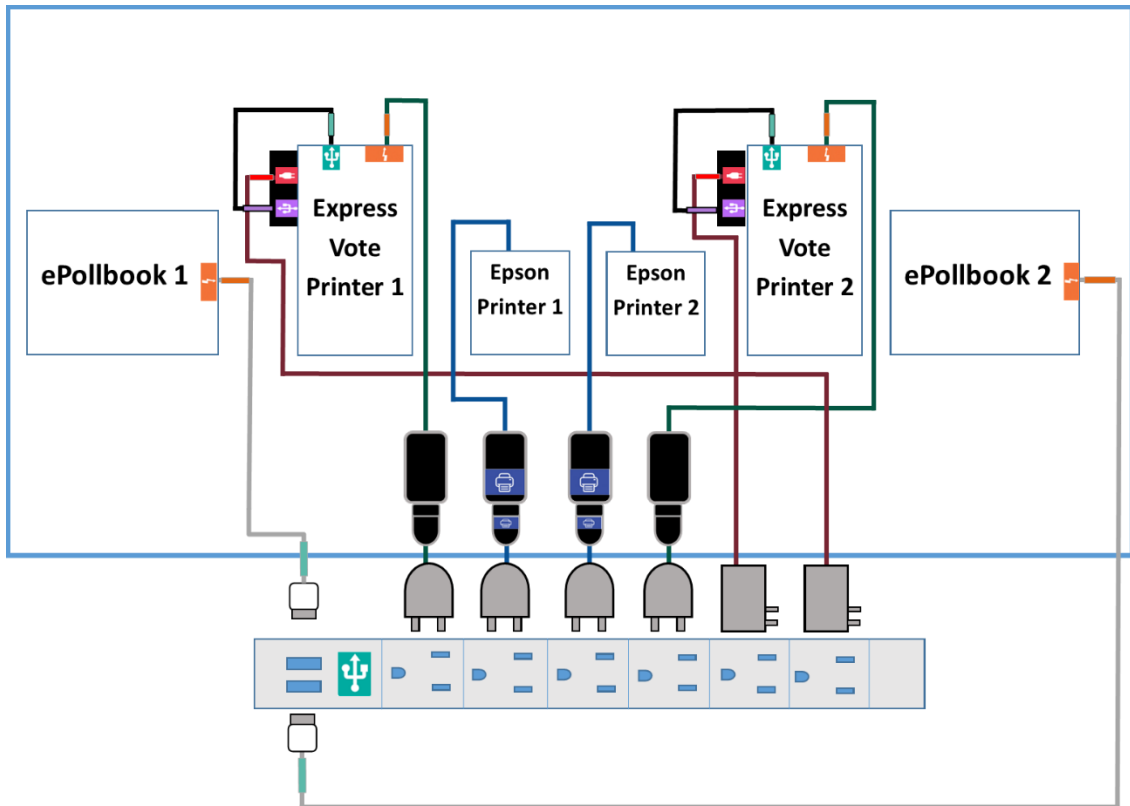 Express
Vote
Printer 1
Express
Vote
Printer 2
ePollbook 1
Epson
Printer 1
Epson
Printer 2
ePollbook 2